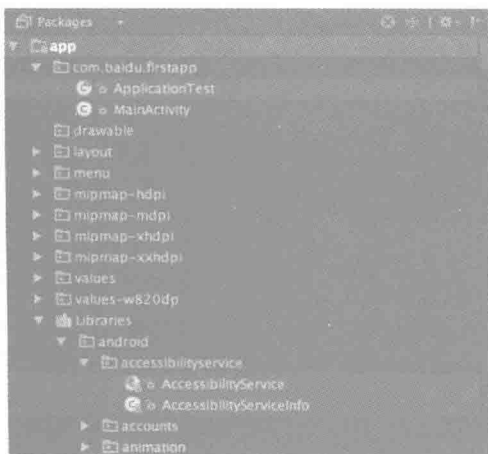 Packages
app
com.baidu.firstapp
ApplicationTest
MainActivity
drawable
layout
menu
mipmap-hdpi
mipmap-mdpi
mipmap-xhdpi
mipmap-xxhdpi
values
values-w820dp
Libraries
android
accessibilityservice
AccessibilityService
AccessibilityServiceInfo
accounts
animation